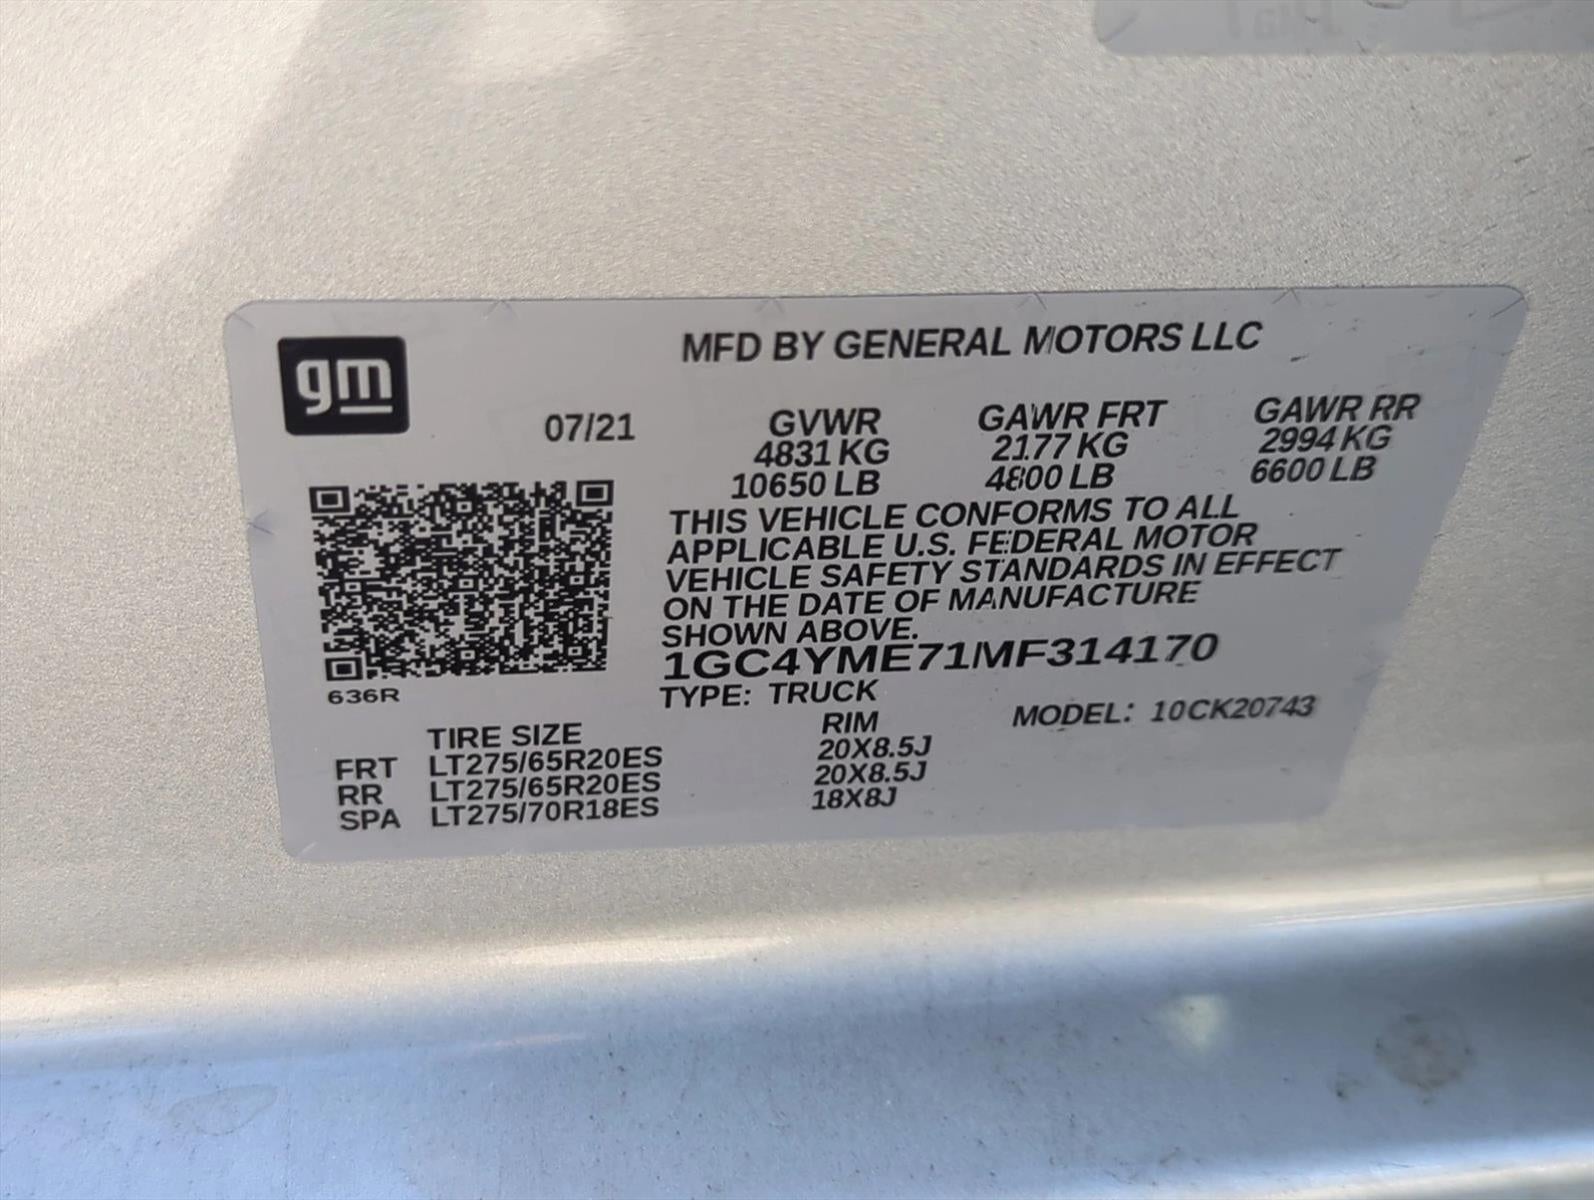 gm
MFD BY GENERAL MOTORS LLC
07/21 GVWR GAWR FRT GAWR RR
4831 KG 2177 KG 2994 KG
10650 LB 4800 LB 6600 LB
THIS VEHICLE CONFORMS TO ALL
APPLICABLE U.S. FEDERAL MOTOR
VEHICLE SAFETY STANDARDS IN EFFECT
ON THE DATE OF MANUFACTURE
SHOWN ABOVE.
1GC4YME71MF314170
636R
TYPE: TRUCK
MODEL: 10CK20743
TIRE SIZE RIM
FRT LT275/65R20ES 20X8.5J
RR LT275/65R20ES 20X8.5J
SPA LT275/70R18ES 18X8J